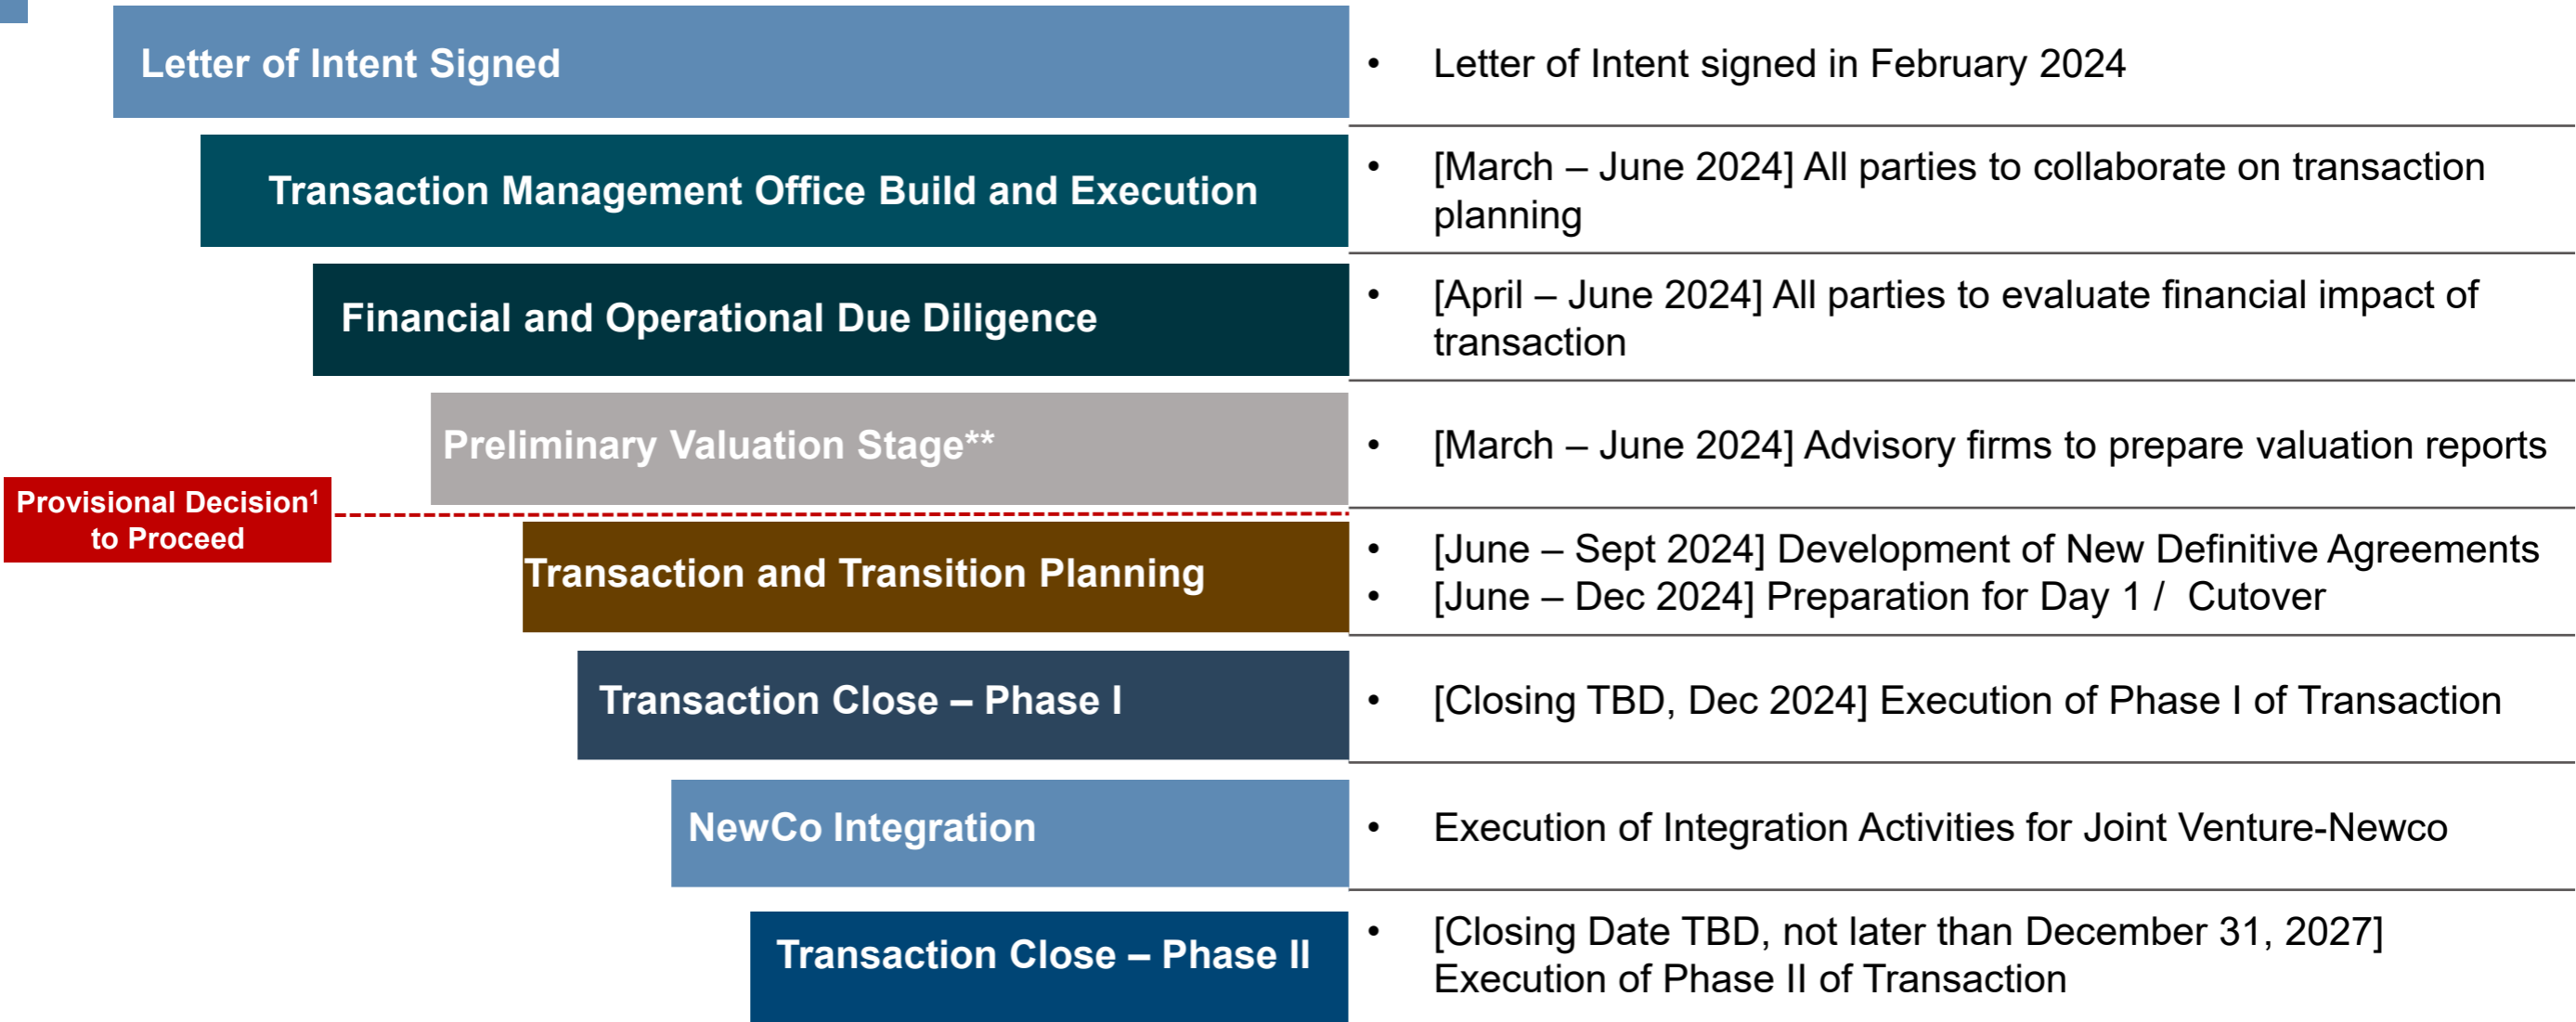 Letter of Intent Signed
• Letter of Intent signed in February 2024
Transaction Management Office Build and Execution
• [March – June 2024] All parties to collaborate on transaction
planning
Financial and Operational Due Diligence
• [April – June 2024] All parties to evaluate financial impact of
transaction
Preliminary Valuation Stage**
• [March – June 2024] Advisory firms to prepare valuation reports
Provisional Decision¹
to Proceed
Transaction and Transition Planning
• [June – Sept 2024] Development of New Definitive Agreements
• [June – Dec 2024] Preparation for Day 1 / Cutover
Transaction Close – Phase I
• [Closing TBD, Dec 2024] Execution of Phase I of Transaction
NewCo Integration
• Execution of Integration Activities for Joint Venture-Newco
Transaction Close – Phase II
• [Closing Date TBD, not later than December 31, 2027]
Execution of Phase II of Transaction